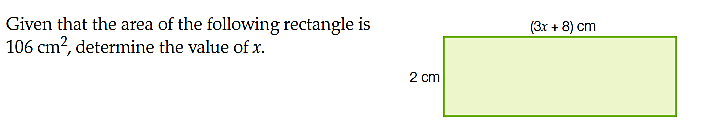 Given that the area of the following rectangle is
106 cm², determine the value of x.
(3x + 8) cm
2 cm